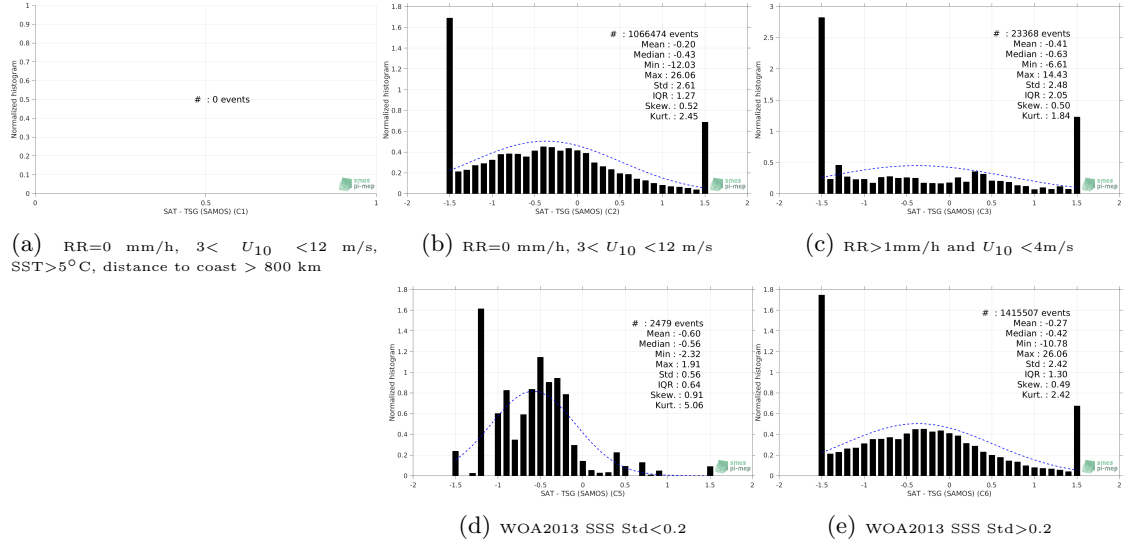 1
0.9
0.8
0.7
0.6
0.5
0.4
0.3
0.2
0.1
0
Normalized histogram
# : 0 events
smos
pi-mep
0 0.5 1
SAT - TSG (SAMOS) (C1)
(a) RR=0 mm/h, 3< U10 <12 m/s,
SST>5°C, distance to coast > 800 km
1.8
1.6
1.4
1.2
1
0.8
0.6
0.4
0.2
0
Normalized histogram
# : 1066474 events
Mean : -0.20
Median : -0.43
Min : -12.03
Max : 26.06
Std : 2.61
IQR : 1.27
Skew. : 0.52
Kurt. : 2.45
smos
pi-mep
-2 -1.5 -1 -0.5 0 0.5 1 1.5 2
SAT - TSG (SAMOS) (C2)
(b) RR=0 mm/h, 3< U10 <12 m/s
3
2.5
2
1.5
1
0.5
0
Normalized histogram
# : 23368 events
Mean : -0.41
Median : -0.63
Min : -6.61
Max : 14.43
Std : 2.48
IQR : 2.05
Skew. : 0.50
Kurt. : 1.84
smos
pi-mep
-2 -1.5 -1 -0.5 0 0.5 1 1.5 2
SAT - TSG (SAMOS) (C3)
(c) RR>1mm/h and U10 <4m/s
1.8
1.6
1.4
1.2
1
0.8
0.6
0.4
0.2
0
Normalized histogram
# : 2479 events
Mean : -0.60
Median : -0.56
Min : -2.32
Max : 1.91
Std : 0.56
IQR : 0.64
Skew. : 0.91
Kurt. : 5.06
smos
pi-mep
-2 -1.5 -1 -0.5 0 0.5 1 1.5 2
SAT - TSG (SAMOS) (C5)
(d) WOA2013 SSS Std<0.2
1.8
1.6
1.4
1.2
1
0.8
0.6
0.4
0.2
0
Normalized histogram
# : 1415507 events
Mean : -0.27
Median : -0.42
Min : -10.78
Max : 26.06
Std : 2.42
IQR : 1.30
Skew. : 0.49
Kurt. : 2.42
smos
pi-mep
-2 -1.5 -1 -0.5 0 0.5 1 1.5 2
SAT - TSG (SAMOS) (C6)
(e) WOA2013 SSS Std>0.2